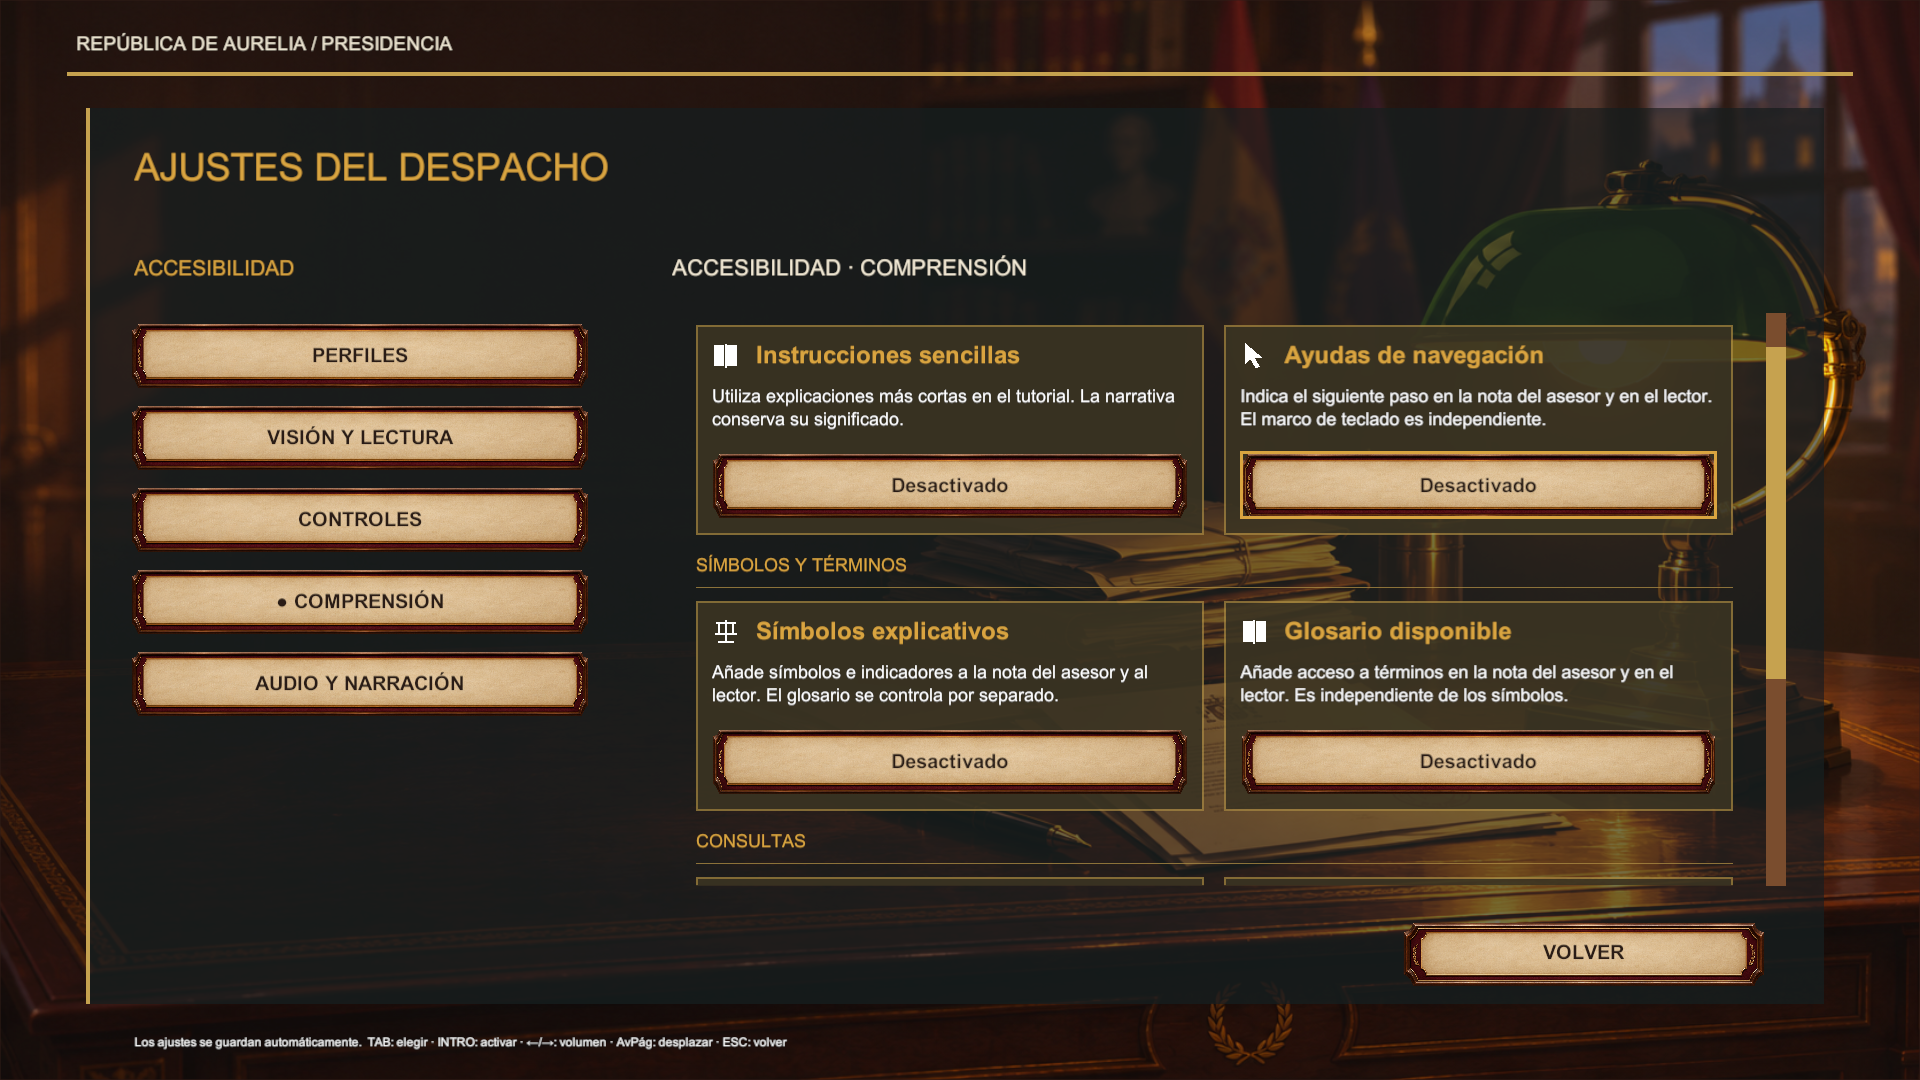 REPÚBLICA DE AURELIA / PRESIDENCIA
AJUSTES DEL DESPACHO
ACCESIBILIDAD
PERFILES
VISIÓN Y LECTURA
CONTROLES
● COMPRENSIÓN
AUDIO Y NARRACIÓN
ACCESIBILIDAD · COMPRENSIÓN
Instrucciones sencillas
Utiliza explicaciones más cortas en el tutorial. La narrativa
conserva su significado.
Desactivado
Ayudas de navegación
Indica el siguiente paso en la nota del asesor y en el lector.
El marco de teclado es independiente.
Desactivado
SÍMBOLOS Y TÉRMINOS
Símbolos explicativos
Añade símbolos e indicadores a la nota del asesor y al
lector. El glosario se controla por separado.
Desactivado
Glosario disponible
Añade acceso a términos en la nota del asesor y en el
lector. Es independiente de los símbolos.
Desactivado
CONSULTAS
VOLVER
Los ajustes se guardan automáticamente. TAB: elegir · INTRO: activar · ←/→: volumen · AvPág: desplazar · ESC: volver